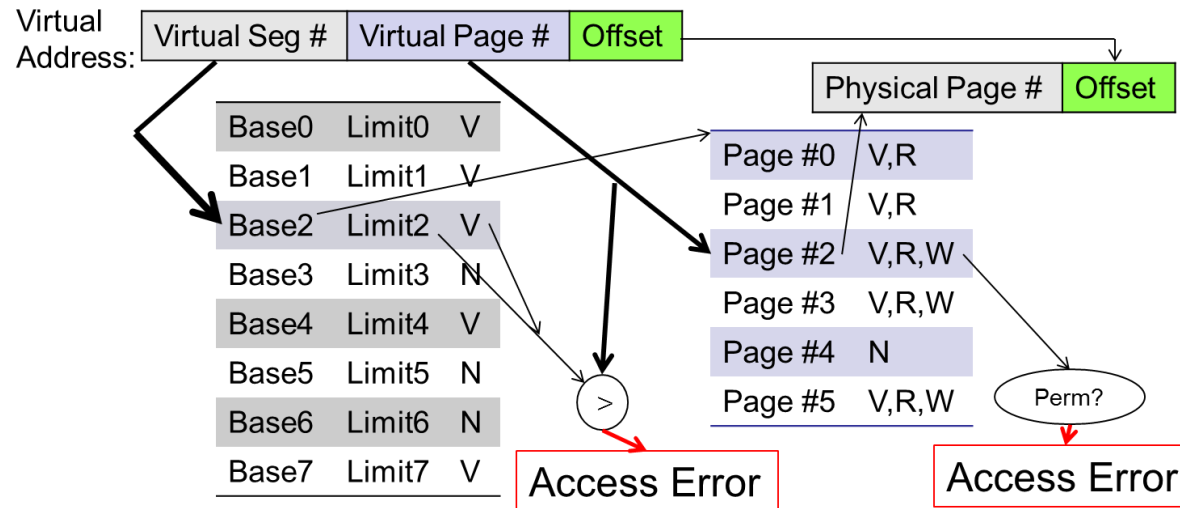 Virtual
Address:
Virtual Seg # Virtual Page # Offset
Physical Page # Offset
Base0 Limit0 V
Base1 Limit1 V
Base2 Limit2 V
Base3 Limit3 N
Base4 Limit4 V
Base5 Limit5 N
Base6 Limit6 N
Base7 Limit7 V
Page #0 V,R
Page #1 V,R
Page #2 V,R,W
Page #3 V,R,W
Page #4 N
Page #5 V,R,W
>
Perm?
Access Error
Access Error